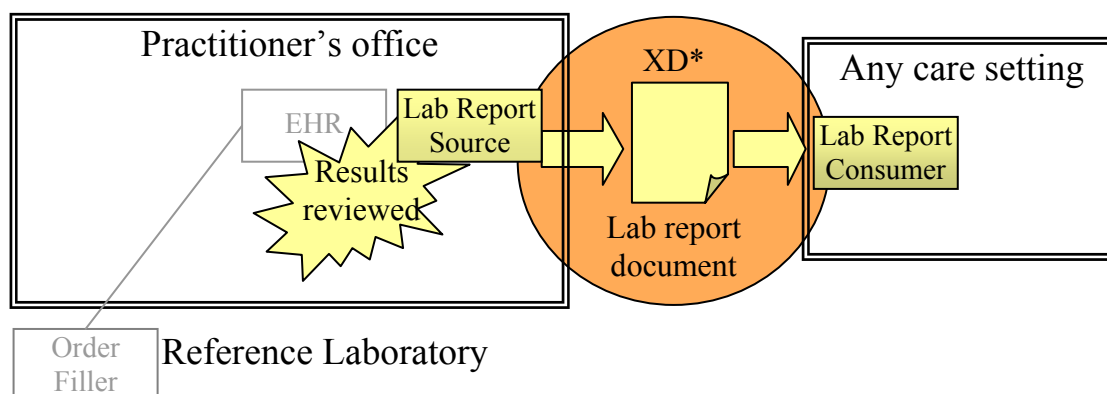 Practitioner’s office
EHR
Lab Report
Source
Results
reviewed
XD*
Lab report
document
Any care setting
Lab Report
Consumer
Order
Filler
Reference Laboratory